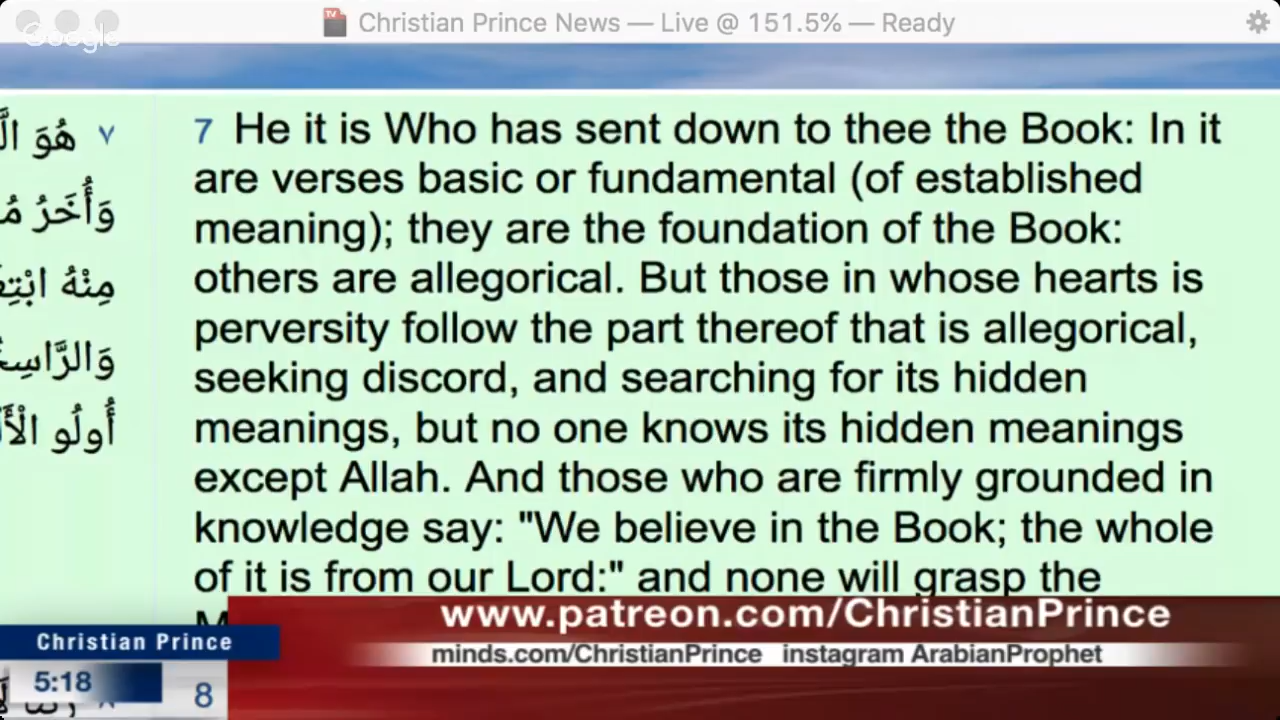 Christian Prince News — Live @ 151.5% — Ready
Google
7 He it is Who has sent down to thee the Book: In it
are verses basic or fundamental (of established
meaning); they are the foundation of the Book:
others are allegorical. But those in whose hearts is
perversity follow the part thereof that is allegorical,
seeking discord, and searching for its hidden
meanings, but no one knows its hidden meanings
except Allah. And those who are firmly grounded in
knowledge say: "We believe in the Book; the whole
of it is from our Lord:" and none will grasp the
٧ هُوَ
وَأُخَرُ
مِنْهُ
أُولُو
www.patreon.com/ChristianPrince
Christian Prince
minds.com/ChristianPrince instagram ArabianProphet
5:18
8